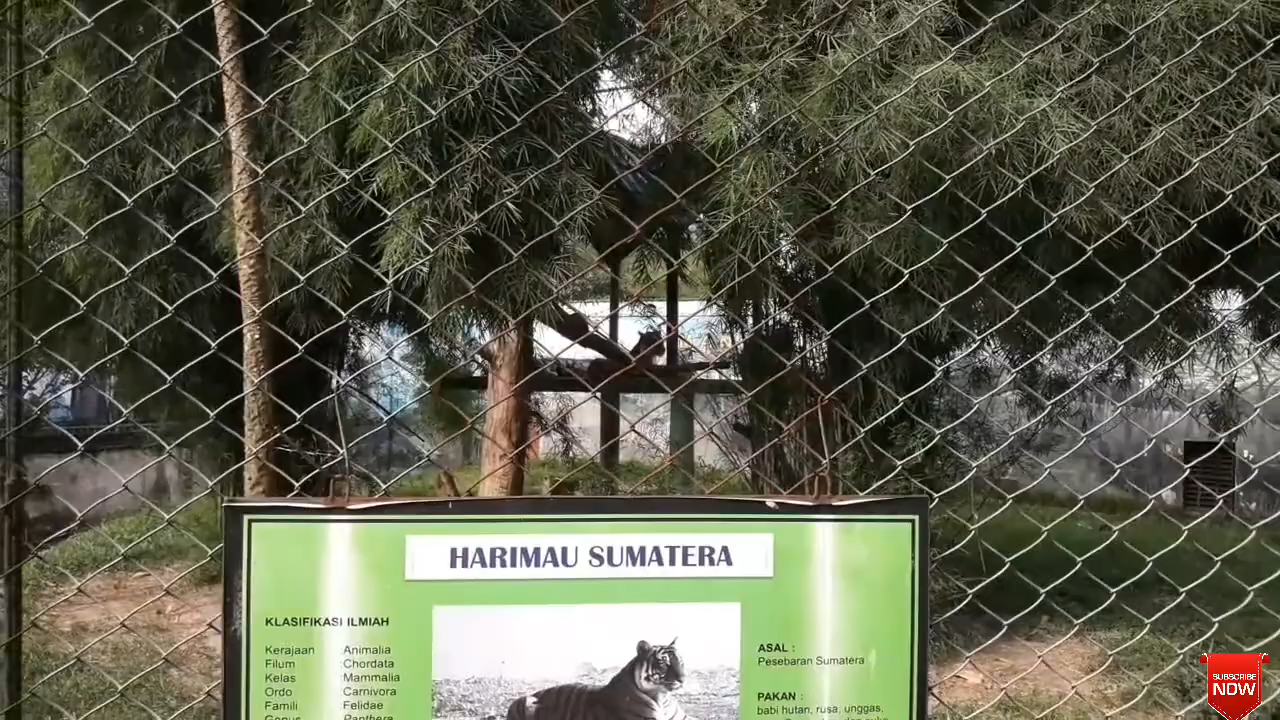 HARIMAU SUMATERA
KLASIFIKASI ILMIAH
Kerajaan : Animalia
Filum : Chordata
Kelas : Mammalia
Ordo : Carnivora
Famili : Felidae
Genus : Panthera
ASAL :
Pesebaran Sumatera
PAKAN :
babi hutan, rusa, unggas,
SUBSCRIBE
NOW